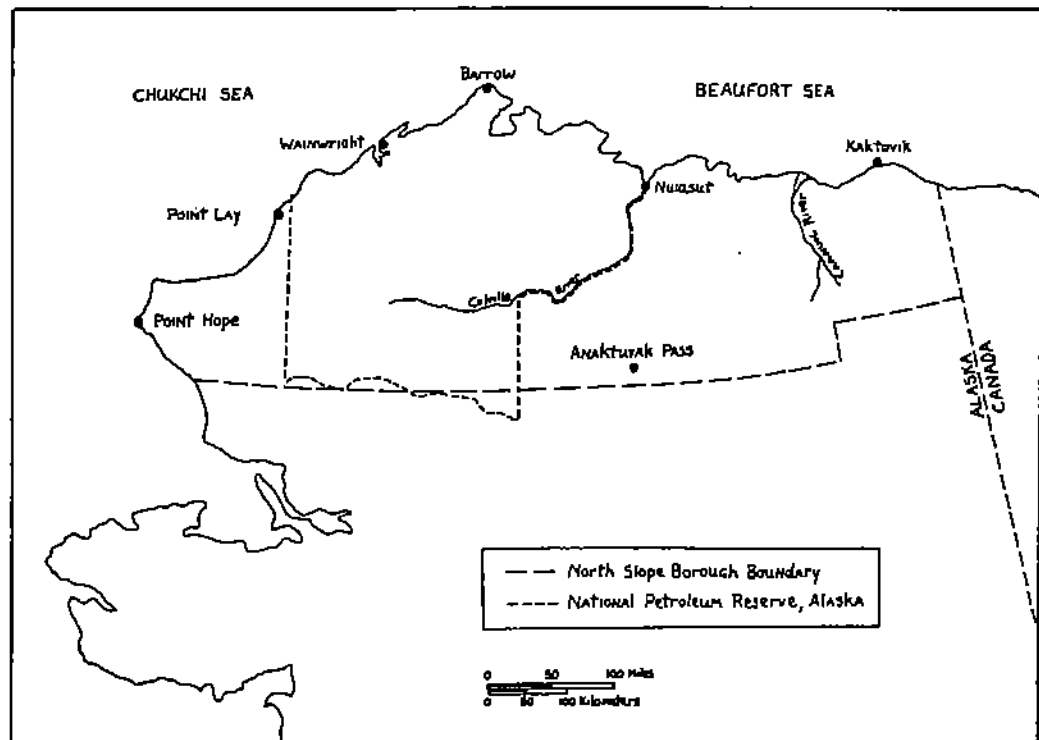 BARROW
CHUKCHI SEA
BEAUFORT SEA
WAINWRIGHT
KAKTOVIK
NUIQSUT
POINT LAY
River
Colville River
POINT HOPE
ANAKTUVAK PASS
ALASKA
CANADA
North Slope Borough Boundary
NATIONAL Petroleum Reserve, ALASKA
0 50 100 Miles
0 50 100 Kilometers